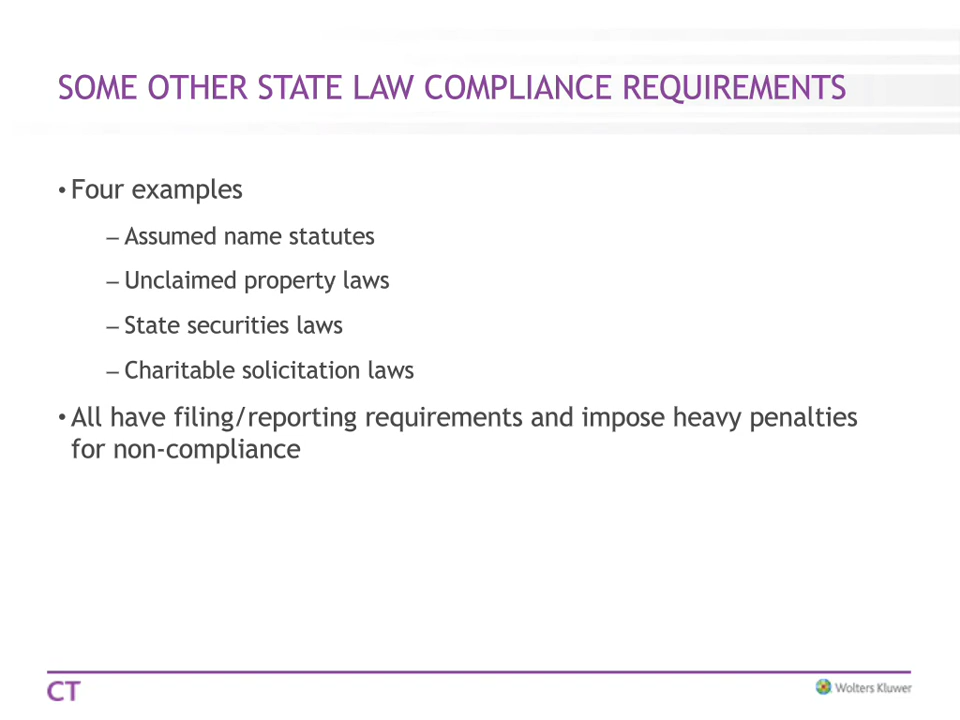 SOME OTHER STATE LAW COMPLIANCE REQUIREMENTS
• Four examples
– Assumed name statutes
– Unclaimed property laws
– State securities laws
– Charitable solicitation laws
• All have filing/reporting requirements and impose heavy penalties
for non-compliance
CT
Wolters Kluwer